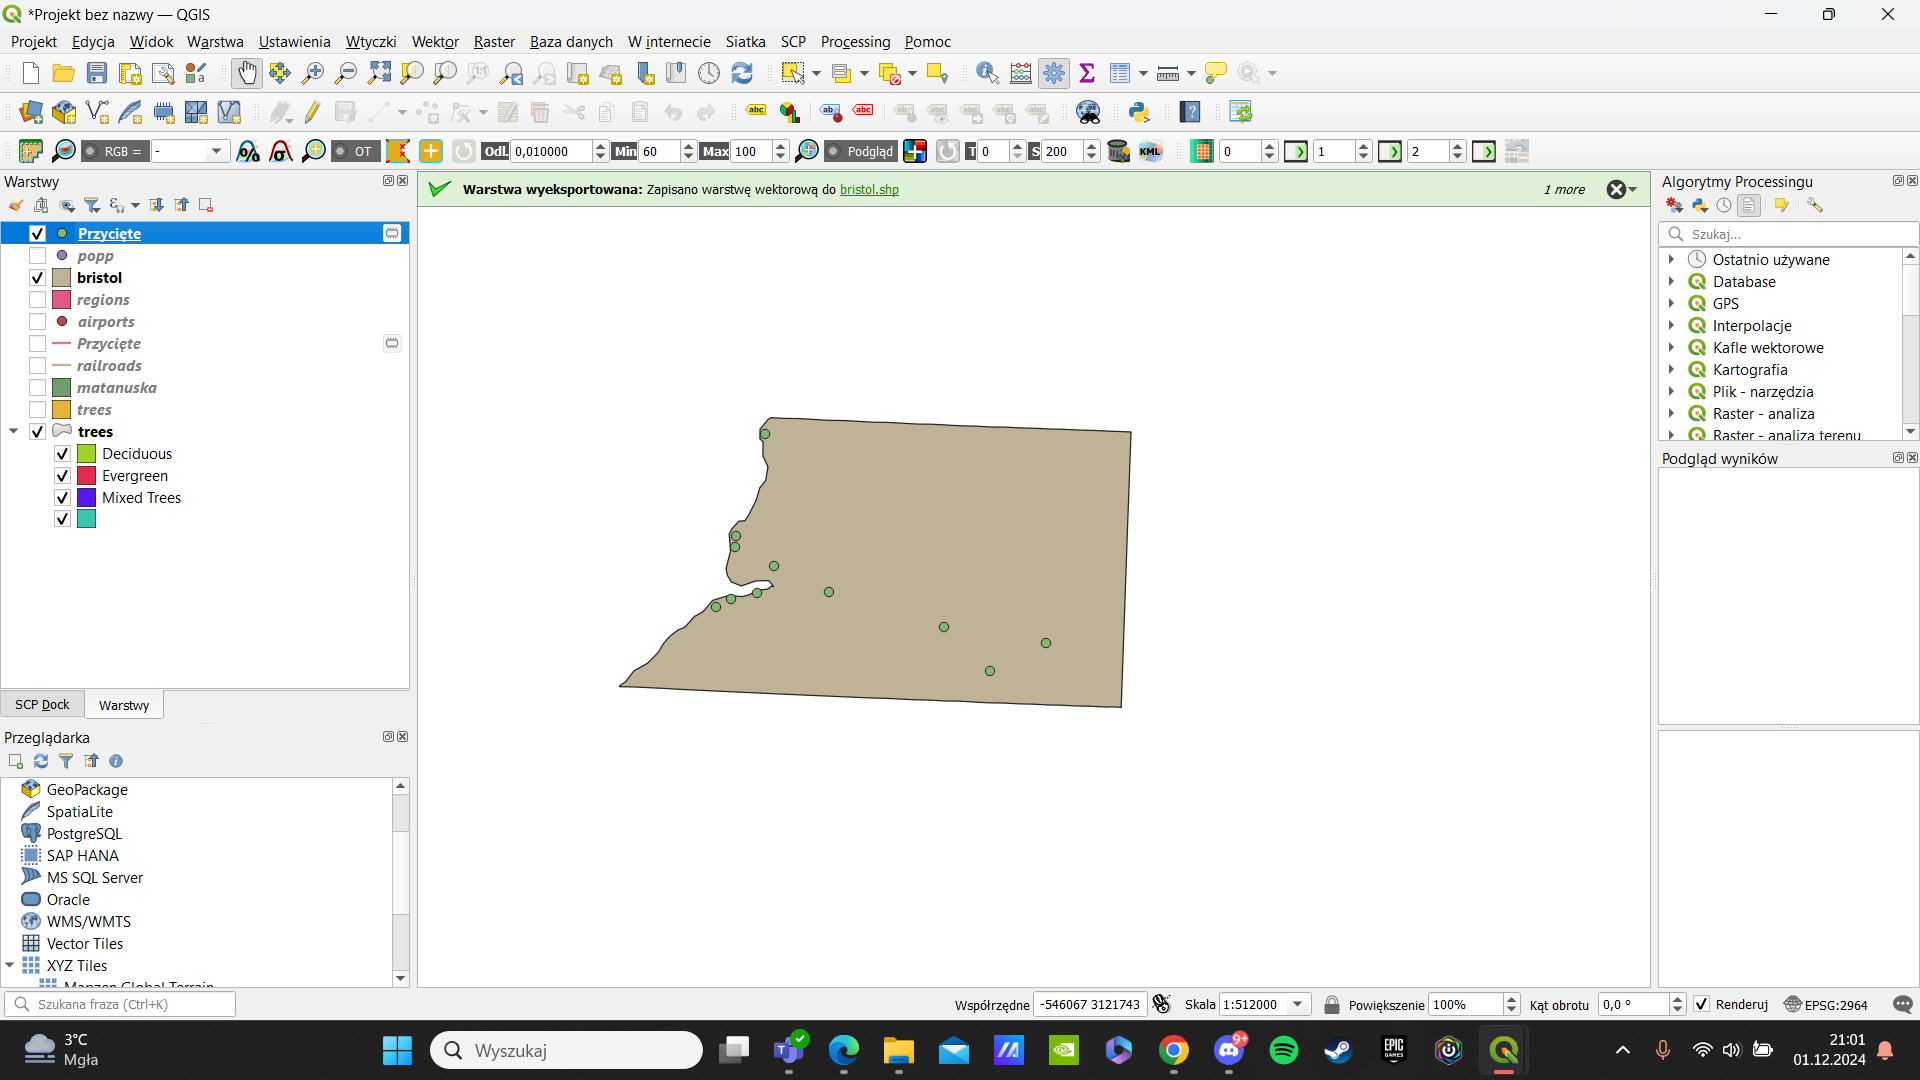 *Projekt bez nazwy — QGIS
Projekt Edycja Widok Warstwa Ustawienia Wtyczki Wektor Raster Baza danych W internecie Siatka SCP Processing Pomoc
RGB = - OT Odl. 0,010000 Min 60 Max 100 Podgląd KML T 0 S 200 0 1 2
Warstwy
Warstwa wyeksportowana: Zapisano warstwę wektorową do bristol.shp
1 more
Przycięte
popp
bristol
regions
airports
Przycięte
railroads
matanuska
trees
trees
Deciduous
Evergreen
Mixed Trees
SCP Dock Warstwy
Przeglądarka
GeoPackage
SpatiaLite
PostgreSQL
SAP HANA
MS SQL Server
Oracle
WMS/WMTS
Vector Tiles
XYZ Tiles
Algorytmy Processingu
Szukaj...
Ostatnio używane
Database
GPS
Interpolacje
Kafle wektorowe
Kartografia
Plik - narzędzia
Raster - analiza
Raster - analiza terenu
Podgląd wyników
Szukana fraza (Ctrl+K)
Współrzędne -546067 3121743 Skala 1:512000 Powiększenie 100% Kąt obrotu 0,0 ° Renderuj EPSG:2964
3°C
Mgła
Wyszukaj
9+
EPIC
GAMES
21:01
01.12.2024